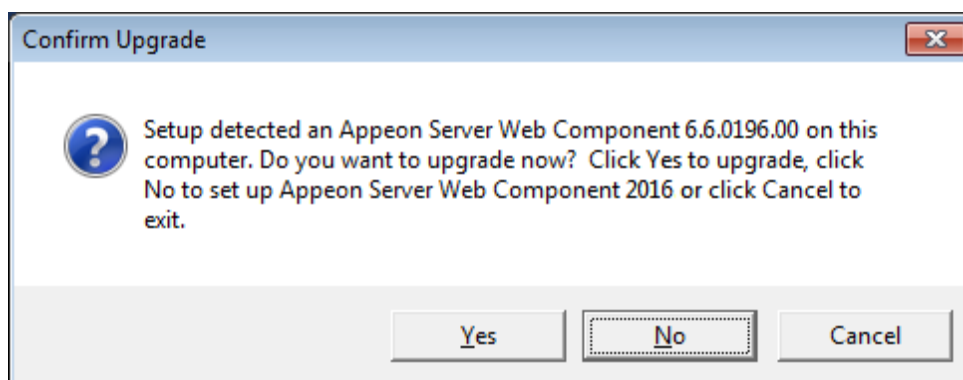 Confirm Upgrade
Setup detected an Appeon Server Web Component 6.6.0196.00 on this
computer. Do you want to upgrade now?  Click Yes to upgrade, click
No to set up Appeon Server Web Component 2016 or click Cancel to
exit.
Yes
No
Cancel